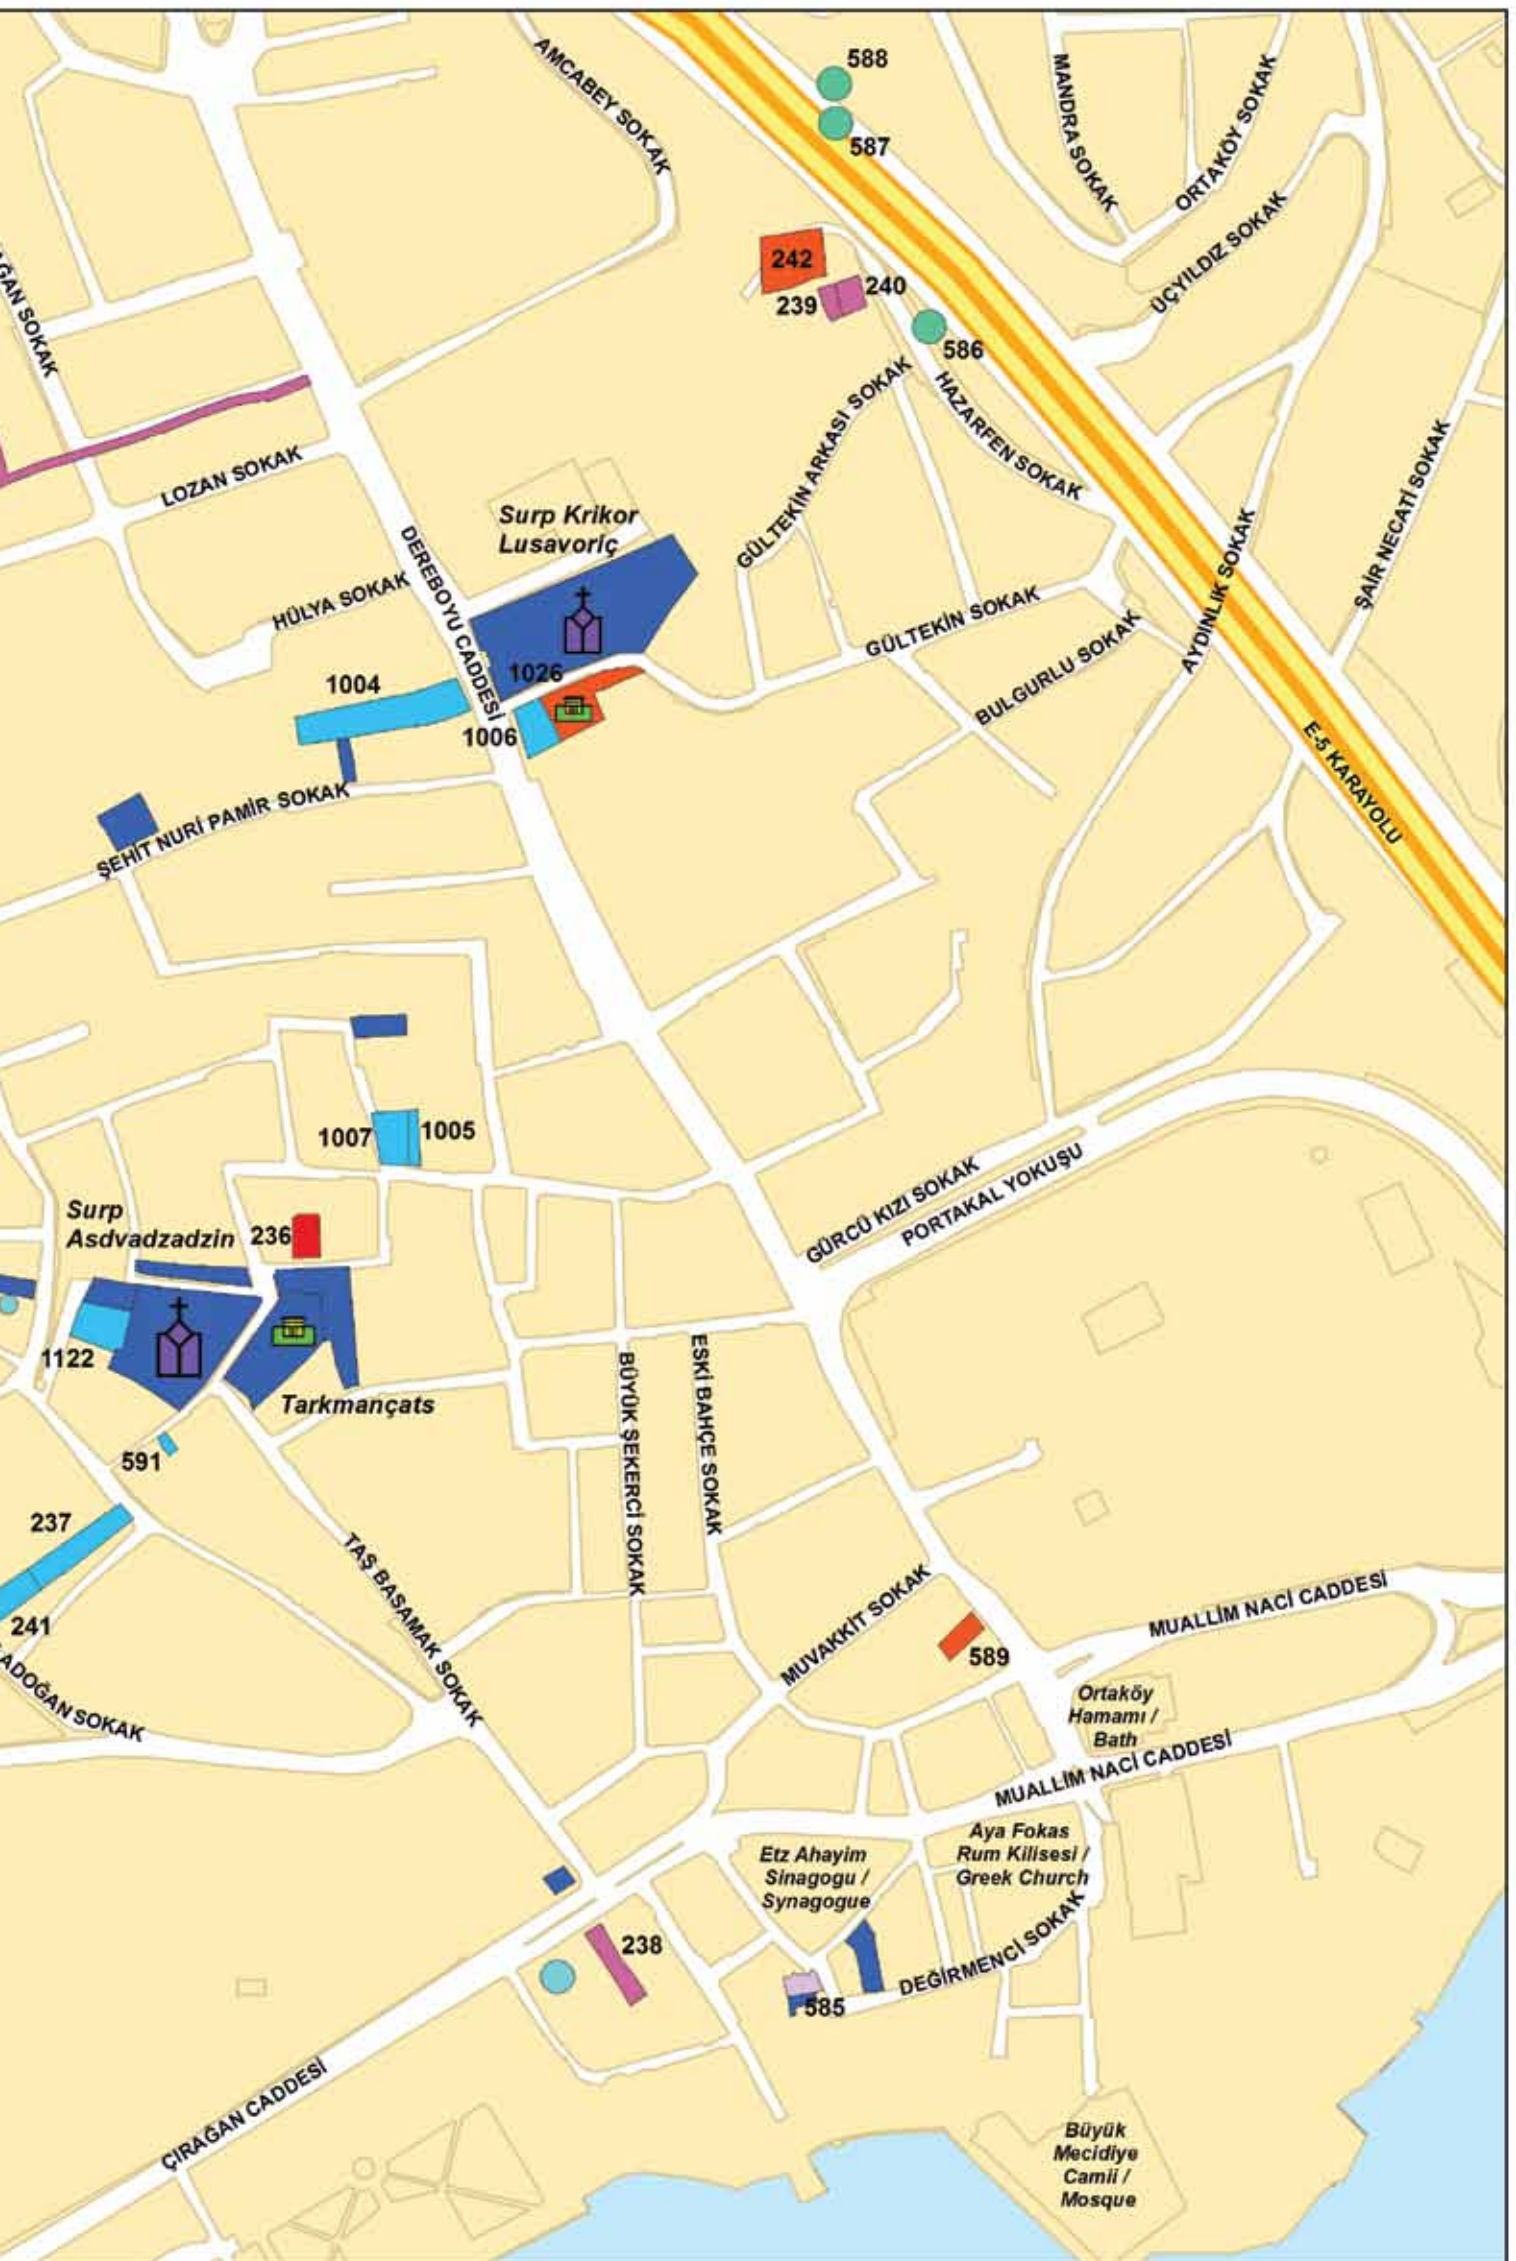 588
587
AMCABEY SOKAK
MANDRA SOKAK
ORTAKÖY SOKAK
ÜÇYILDIZ SOKAK
242
240
239
586
ĞAN SOKAK
GÜLTEKİN ARKASI SOKAK
HAZARFEN SOKAK
LOZAN SOKAK
Surp Krikor
Lusavoriç
DEREBOYU CADDESİ
HÜLYA SOKAK
AYDINLIK SOKAK
ŞAİR NECATİ SOKAK
GÜLTEKİN SOKAK
BULGURLU SOKAK
1004
1026
1006
E-5 KARAYOLU
ŞEHİT NURİ PAMİR SOKAK
1007
1005
GÜRCÜ KIZI SOKAK
PORTAKAL YOKUŞU
Surp
Asdvadzadzin
236
1122
Tarkmançats
591
237
241
BÜYÜK ŞEKERCİ SOKAK
ESKİ BAHÇE SOKAK
TAŞ BASAMAK SOKAK
ADOĞAN SOKAK
MUVAKKİT SOKAK
589
MUALLİM NACİ CADDESİ
Ortaköy
Hamamı /
Bath
MUALLİM NACİ CADDESİ
Etz Ahayim
Sinagogu /
Synagogue
Aya Fokas
Rum Kilisesi /
Greek Church
238
585
DEĞİRMENCİ SOKAK
ÇIRAĞAN CADDESİ
Büyük
Mecidiye
Camii /
Mosque